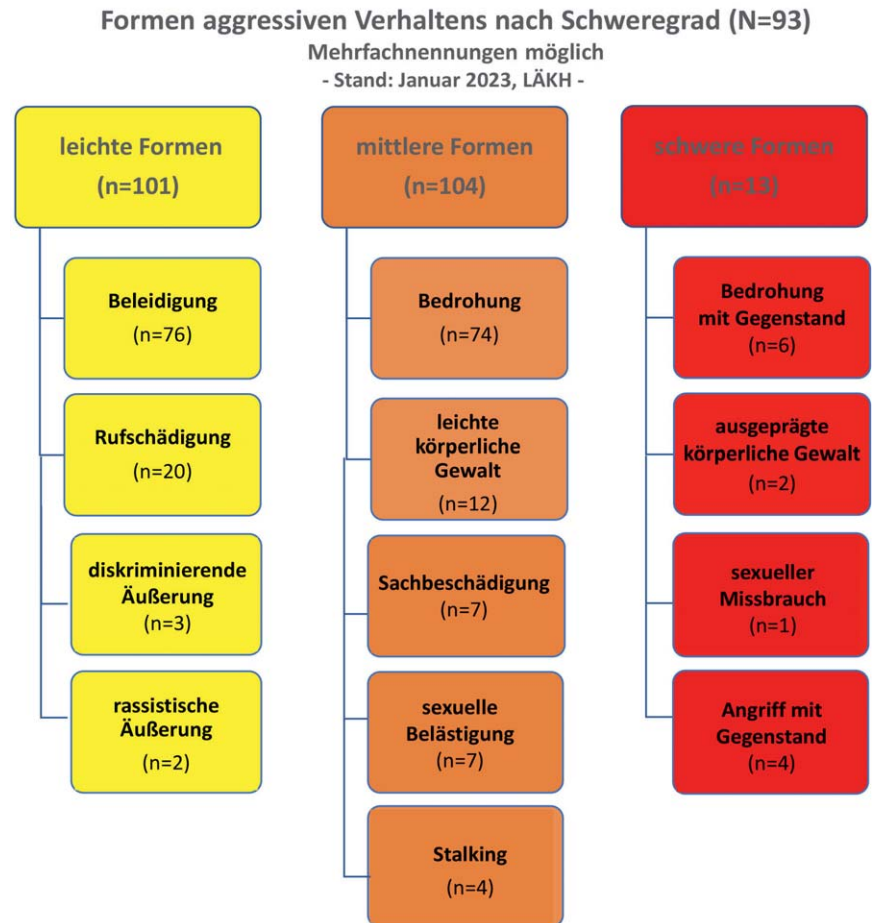 Formen aggressiven Verhaltens nach Schweregrad (N=93)
Mehrfachnennungen möglich
- Stand: Januar 2023, LÄKH -
leichte Formen
(n=101)
Beleidigung
(n=76)
Rufschädigung
(n=20)
diskriminierende
Äußerung
(n=3)
rassistische
Äußerung
(n=2)
mittlere Formen
(n=104)
Bedrohung
(n=74)
leichte
körperliche
Gewalt
(n=12)
Sachbeschädigung
(n=7)
sexuelle
Belästigung
(n=7)
Stalking
(n=4)
schwere Formen
(n=13)
Bedrohung
mit Gegenstand
(n=6)
ausgeprägte
körperliche Gewalt
(n=2)
sexueller
Missbrauch
(n=1)
Angriff mit
Gegenstand
(n=4)